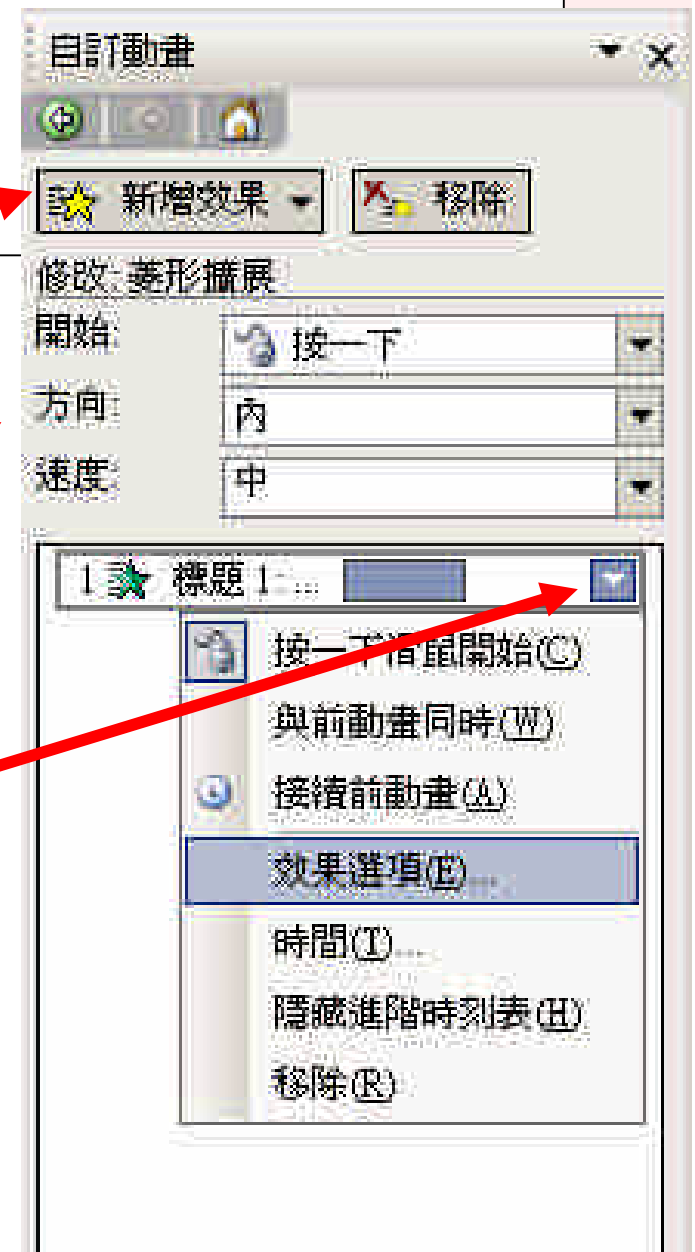 自訂動畫
新增效果 移除
修改: 菱形擴展
開始: 按一下
方向: 內
速度: 中
1 標題 1: ...
按一下滑鼠開始(C)
與前動畫同時(W)
接續前動畫(A)
效果選項(E)...
時間(T)...
隱藏進階時刻表(H)
移除(R)